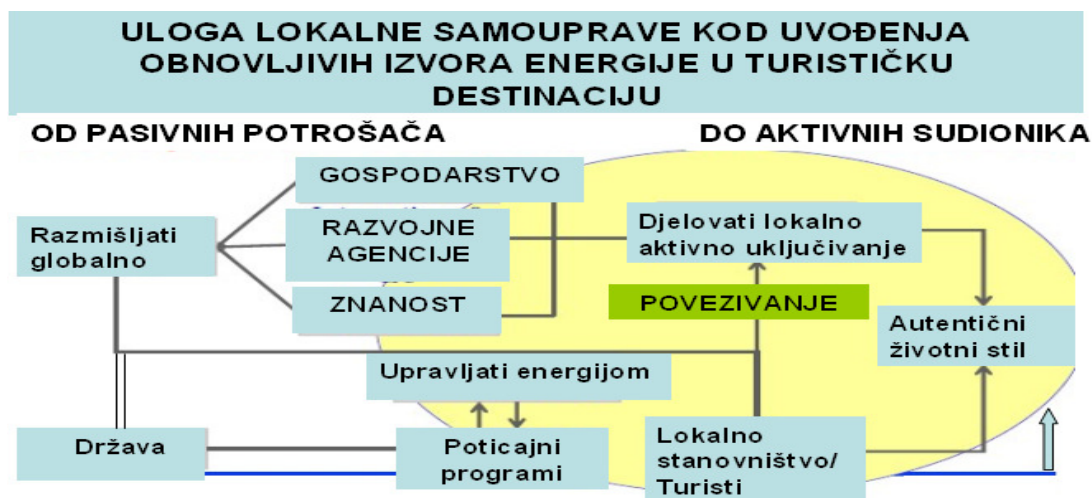 ULOGA LOKALNE SAMOUPRAVE KOD UVOĐENJA
OBNOVLJIVIH IZVORA ENERGIJE U TURISTIČKU
DESTINACIJU
OD PASIVNIH POTROŠAČA
DO AKTIVNIH SUDIONIKA
GOSPODARSTVO
Razmišljati
globalno
RAZVOJNE
AGENCIJE
Djelovati lokalno
aktivno uključivanje
ZNANOST
POVEZIVANJE
Autentični
životni stil
Upravljati energijom
Država
Poticajni
programi
Lokalno
stanovništvo/
Turisti